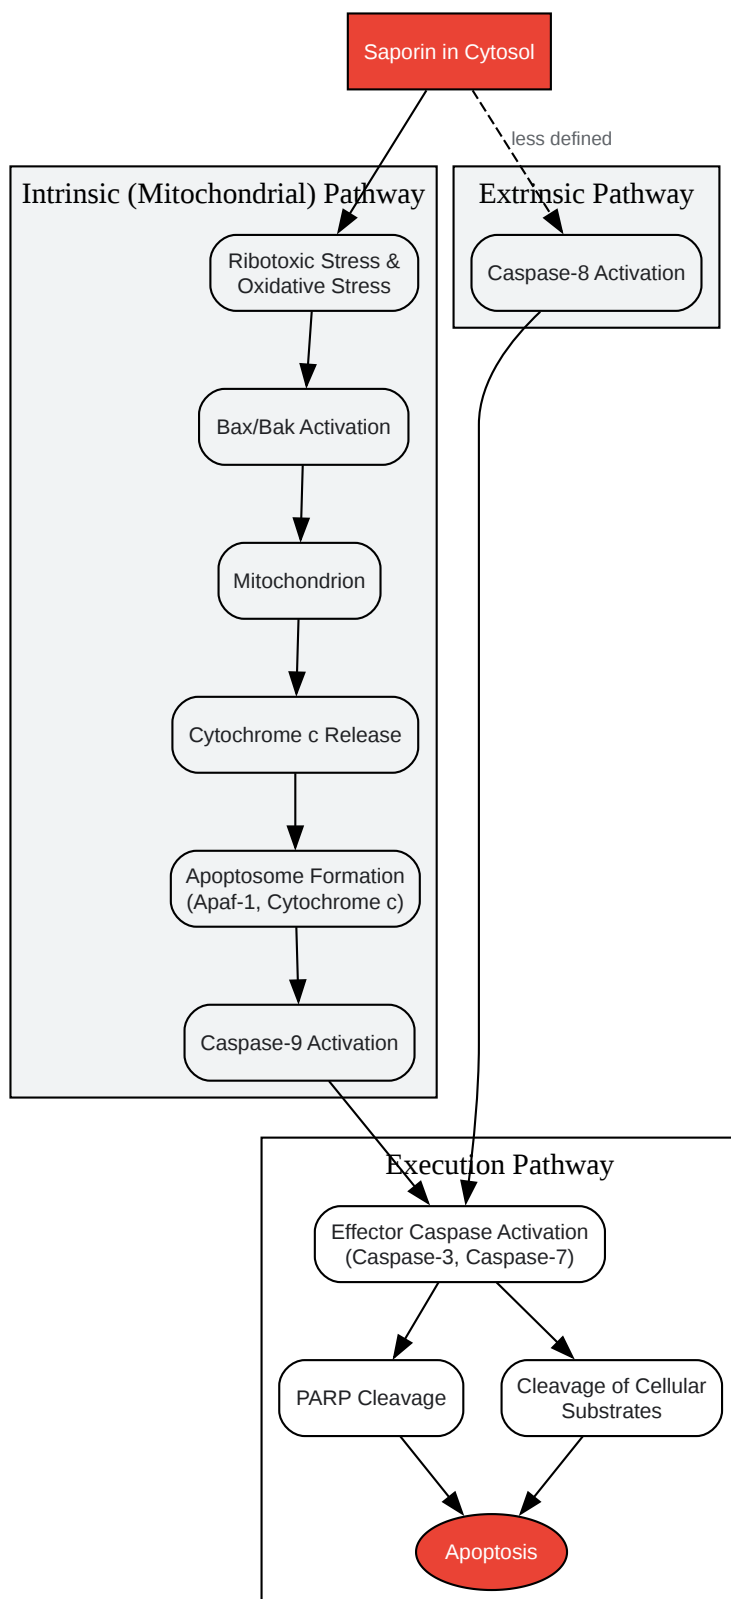 Saporin in Cytosol
less defined
Intrinsic (Mitochondrial) Pathway
Extrinsic Pathway
Ribotoxic Stress &
Oxidative Stress
Caspase-8 Activation
Bax/Bak Activation
Mitochondrion
Cytochrome c Release
Apoptosome Formation
(Apaf-1, Cytochrome c)
Caspase-9 Activation
Execution Pathway
Effector Caspase Activation
(Caspase-3, Caspase-7)
PARP Cleavage
Cleavage of Cellular
Substrates
Apoptosis